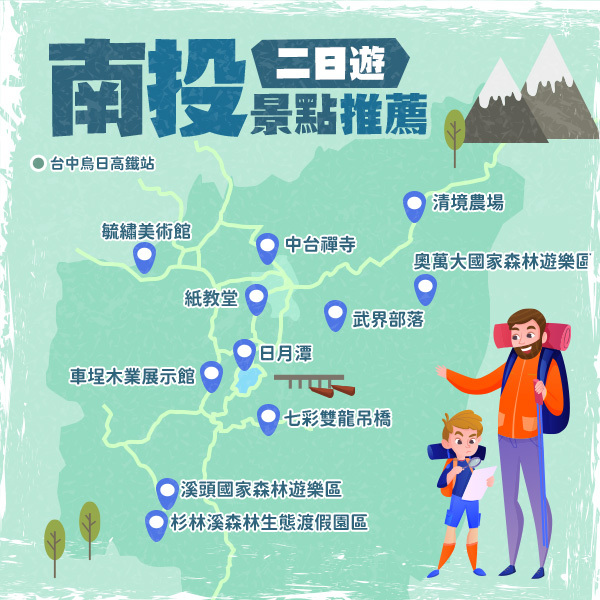 南投
二日遊
景點推薦
台中烏日高鐵站
清境農場
毓繡美術館
中台禪寺
奧萬大國家森林遊樂區
紙教堂
武界部落
日月潭
車埕木業展示館
七彩雙龍吊橋
溪頭國家森林遊樂區
杉林溪森林生態渡假園區